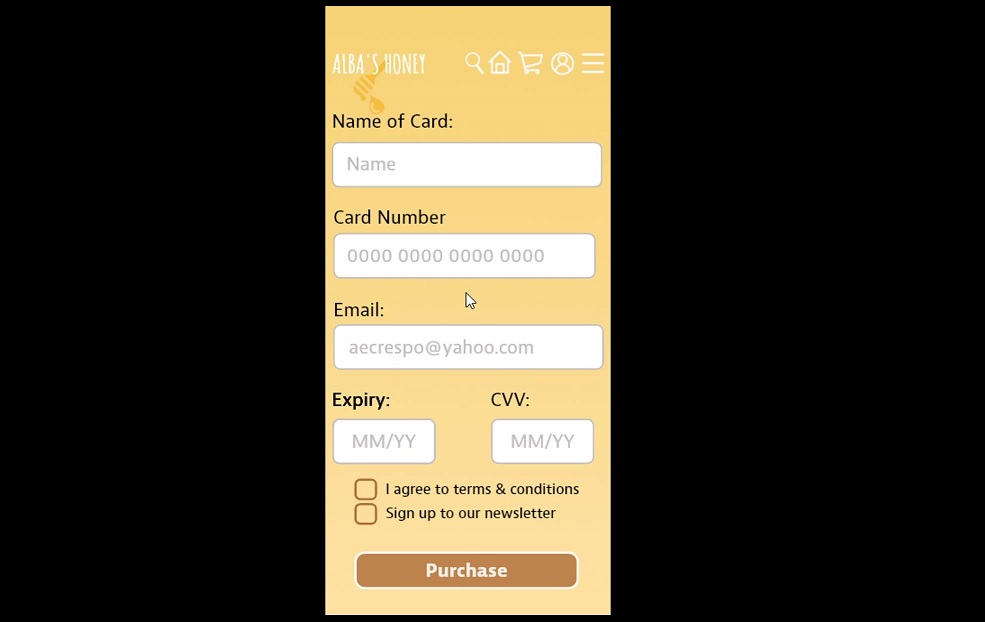 ALBA'S HONEY
Name of Card:
Name
Card Number
0000 0000 0000 0000
Email:
aecrespo@yahoo.com
Expiry: CVV:
MM/YY MM/YY
I agree to terms & conditions
Sign up to our newsletter
Purchase